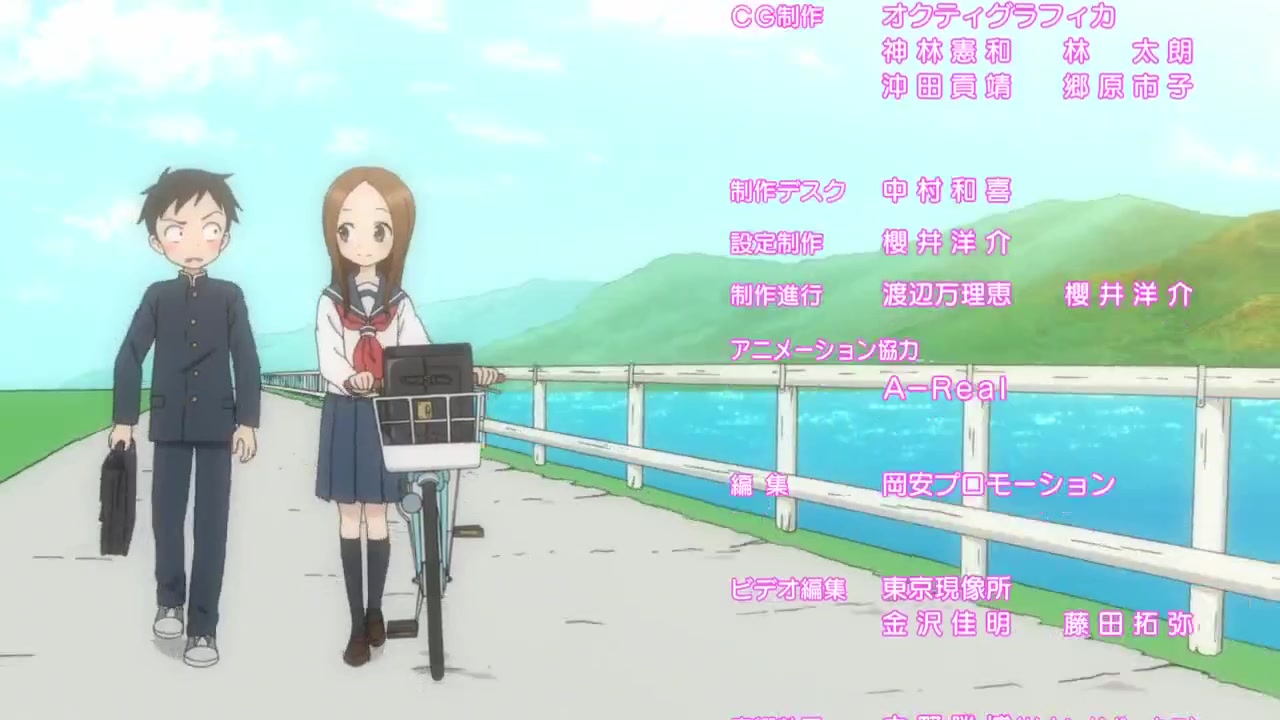 CG制作 オクティグラフィカ
神林憲和 林 太朗
沖田貢靖 郷原市子
制作デスク 中村和喜
設定制作 櫻井洋介
制作進行 渡辺万理恵 櫻井洋介
アニメーション協力
A-Real
編集 岡安プロモーション
ビデオ編集 東京現像所
金沢佳明 藤田拓弥